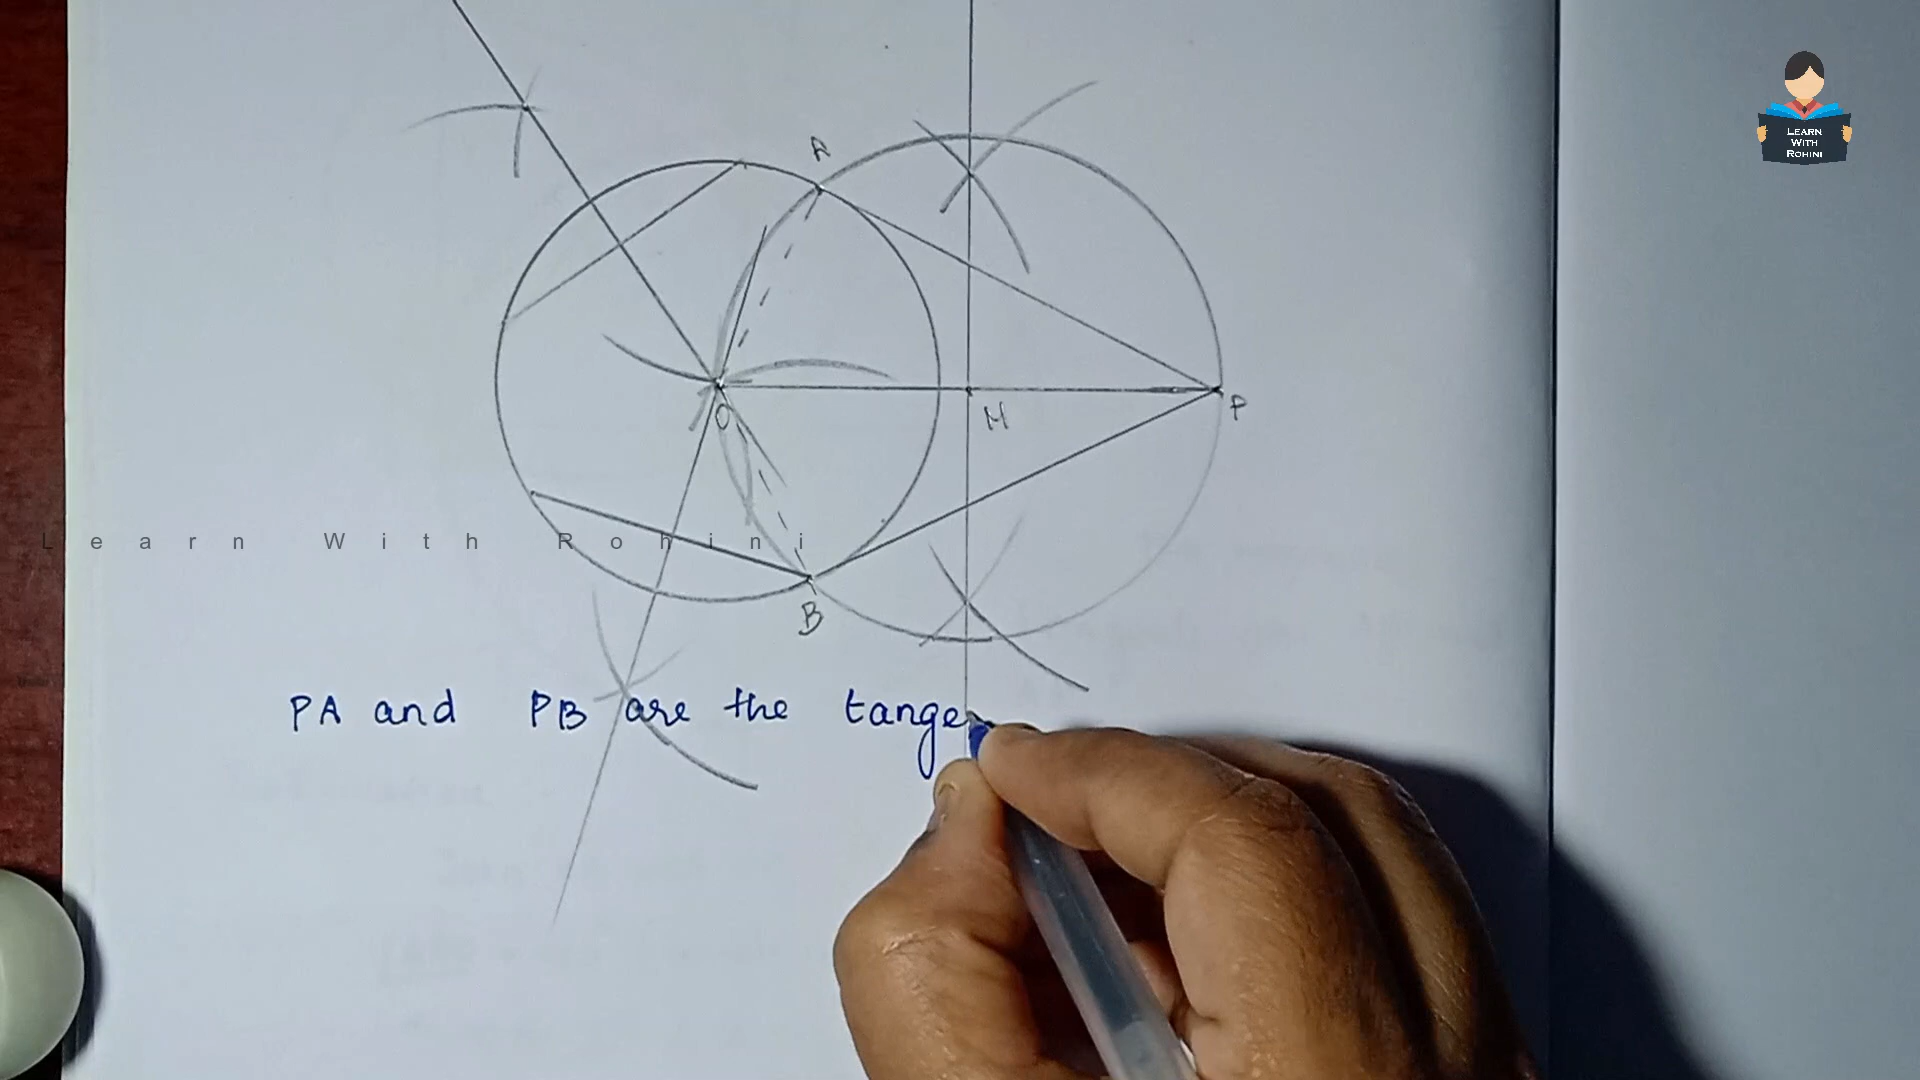 LEARN
WITH
ROHINI
A
O
M
P
Learn With Rohini
B
PA and PB are the tange